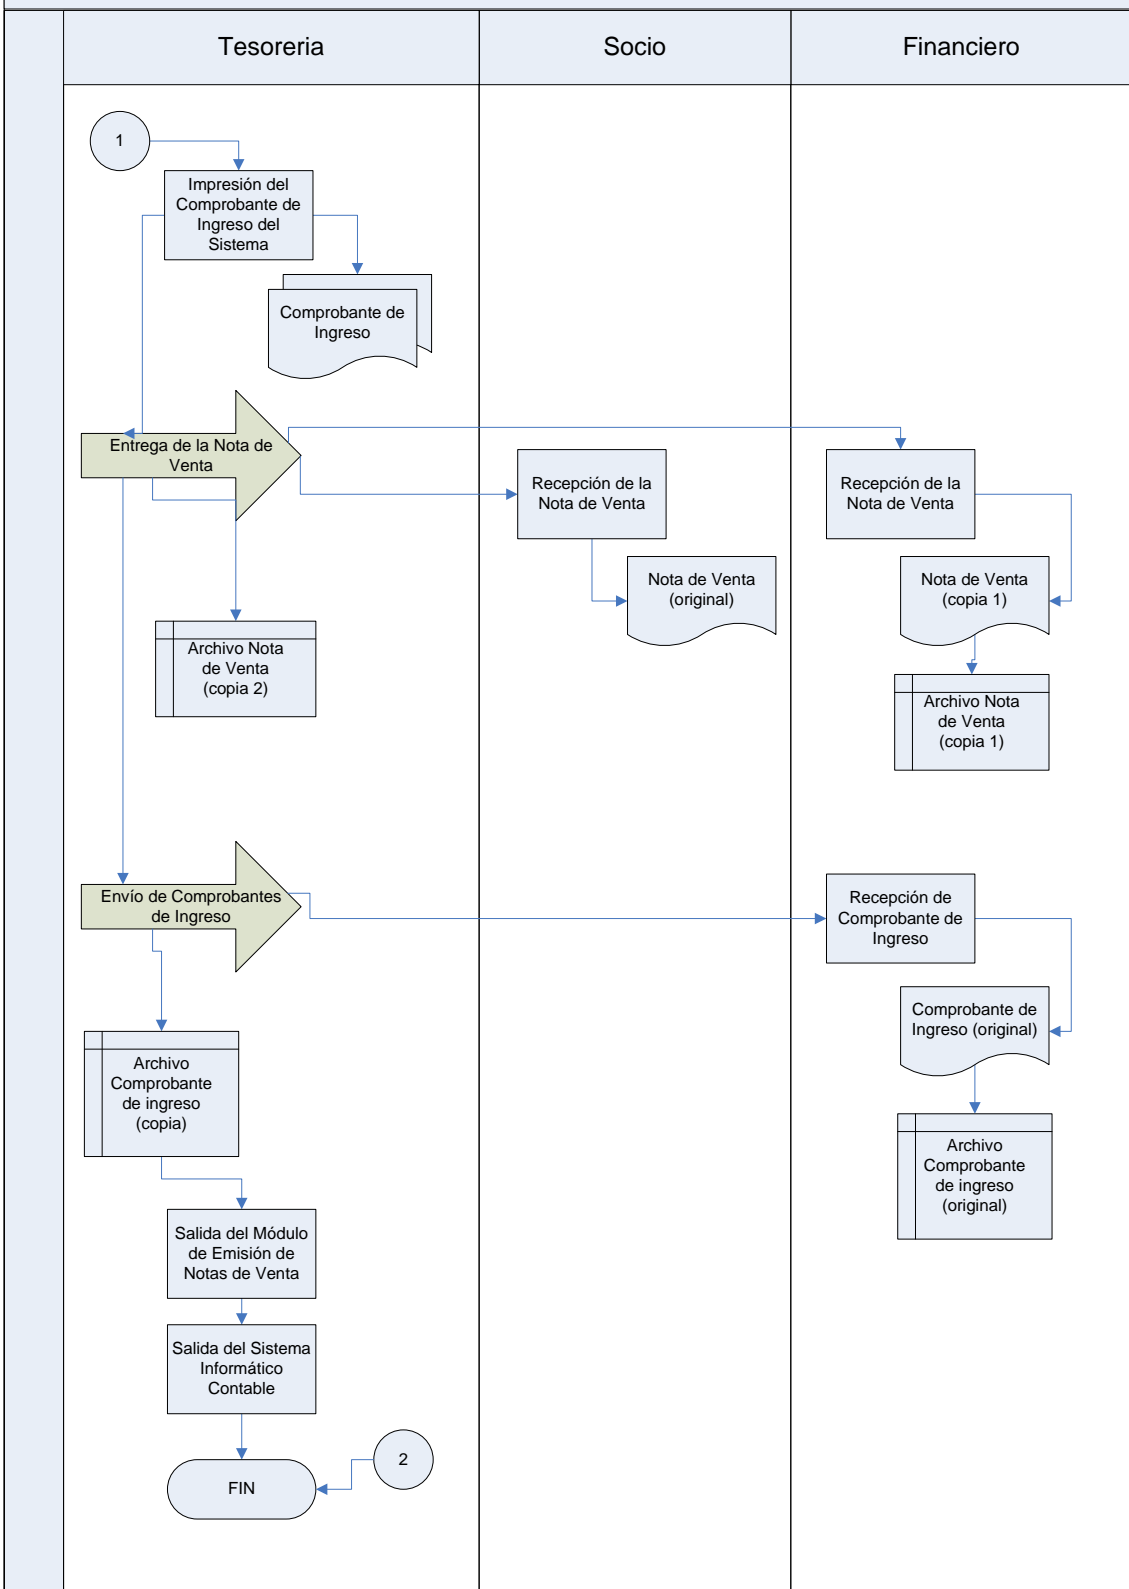 Tesoreria
Socio
Financiero
1
Impresión del
Comprobante de
Ingreso del
Sistema
Comprobante de
Ingreso
Entrega de la Nota de
Venta
Recepción de la
Nota de Venta
Recepción de la
Nota de Venta
Nota de Venta
(original)
Nota de Venta
(copia 1)
Archivo Nota
de Venta
(copia 2)
Archivo Nota
de Venta
(copia 1)
Envío de Comprobantes
de Ingreso
Recepción de
Comprobante de
Ingreso
Comprobante de
Ingreso (original)
Archivo
Comprobante
de ingreso
(copia)
Archivo
Comprobante
de ingreso
(original)
Salida del Módulo
de Emisión de
Notas de Venta
Salida del Sistema
Informático
Contable
2
FIN